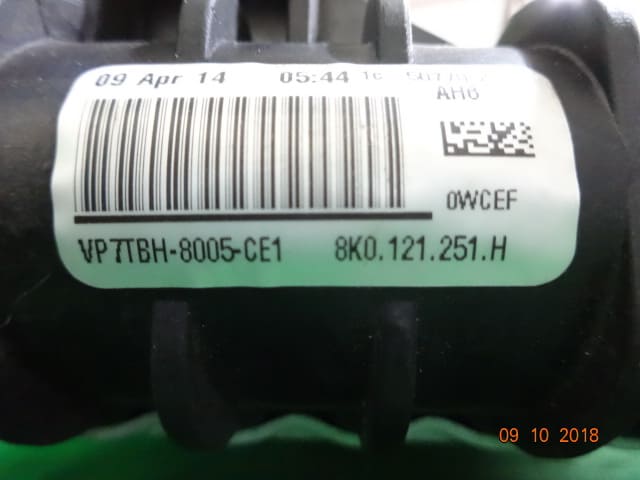 09 Apr 14 05:44
AH6
0WCEF
VP7TBH-8005-CE1 8K0.121.251.H
09 10 2018